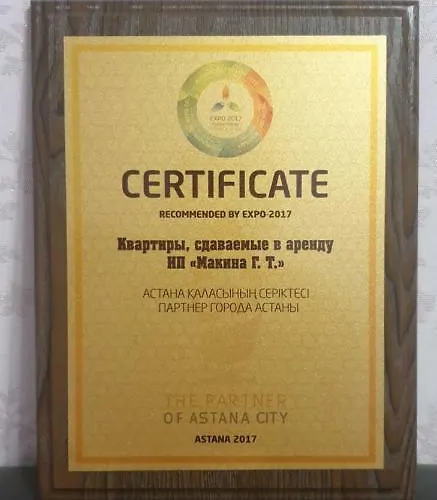 EXPO 2017
CERTIFICATE
RECOMMENDED BY EXPO-2017
Квартиры, сдаваемые в аренду
ИП «Макина Г. Т.»
АСТАНА ҚАЛАСЫНЫҢ СЕРІКТЕСІ
ПАРТНЕР ГОРОДА АСТАНЫ
THE PARTNER
OF ASTANA CITY
ASTANA 2017